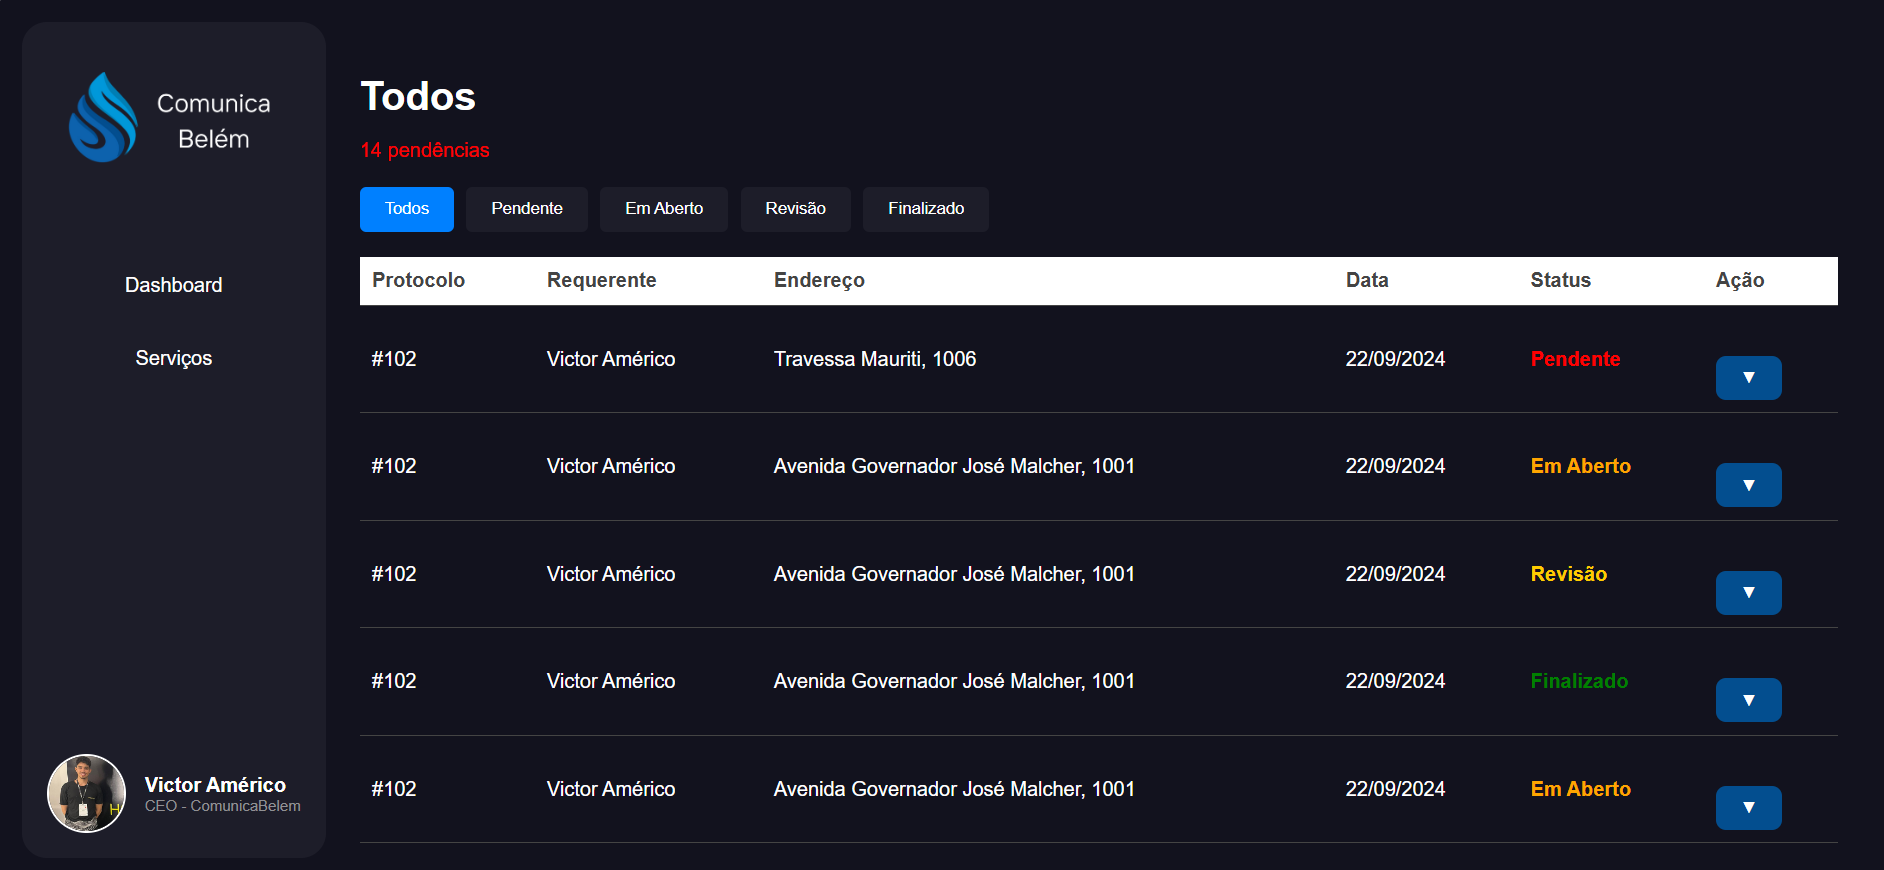 Comunica
Belém
Dashboard
Serviços
Victor Américo
CEO - ComunicaBelem
Todos
14 pendências
Todos Pendente Em Aberto Revisão Finalizado
Protocolo Requerente Endereço Data Status Ação
#102 Victor Américo Travessa Mauriti, 1006 22/09/2024 Pendente ▼
#102 Victor Américo Avenida Governador José Malcher, 1001 22/09/2024 Em Aberto ▼
#102 Victor Américo Avenida Governador José Malcher, 1001 22/09/2024 Revisão ▼
#102 Victor Américo Avenida Governador José Malcher, 1001 22/09/2024 Finalizado ▼
#102 Victor Américo Avenida Governador José Malcher, 1001 22/09/2024 Em Aberto ▼